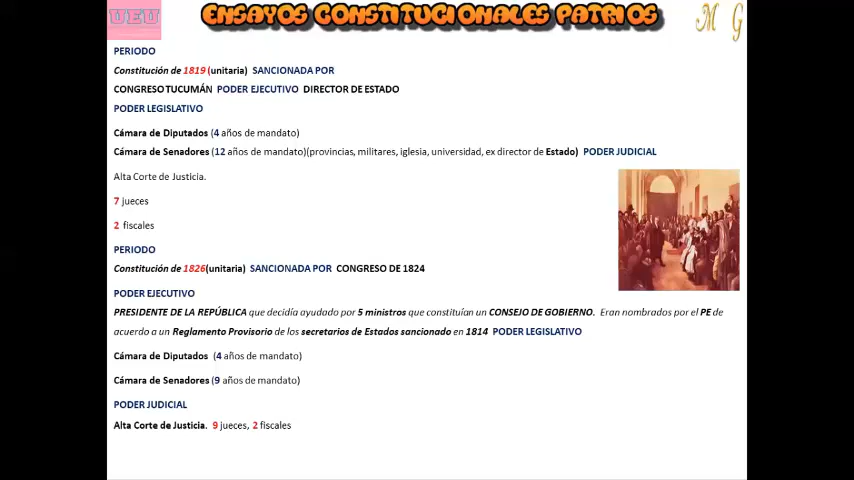 UEU
ENSAYOS CONSTITUCIONALES PATRIOS
M G
PERIODO
Constitución de 1819 (unitaria) SANCIONADA POR
CONGRESO TUCUMÁN PODER EJECUTIVO DIRECTOR DE ESTADO
PODER LEGISLATIVO
Cámara de Diputados (4 años de mandato)
Cámara de Senadores (12 años de mandato)(provincias, militares, iglesia, universidad, ex director de Estado) PODER JUDICIAL
Alta Corte de Justicia.
7 jueces
2 fiscales
PERIODO
Constitución de 1826(unitaria) SANCIONADA POR CONGRESO DE 1824
PODER EJECUTIVO
PRESIDENTE DE LA REPÚBLICA que decidía ayudado por 5 ministros que constituían un CONSEJO DE GOBIERNO. Eran nombrados por el PE de
acuerdo a un Reglamento Provisorio de los secretarios de Estados sancionado en 1814 PODER LEGISLATIVO
Cámara de Diputados (4 años de mandato)
Cámara de Senadores (9 años de mandato)
PODER JUDICIAL
Alta Corte de Justicia. 9 jueces, 2 fiscales